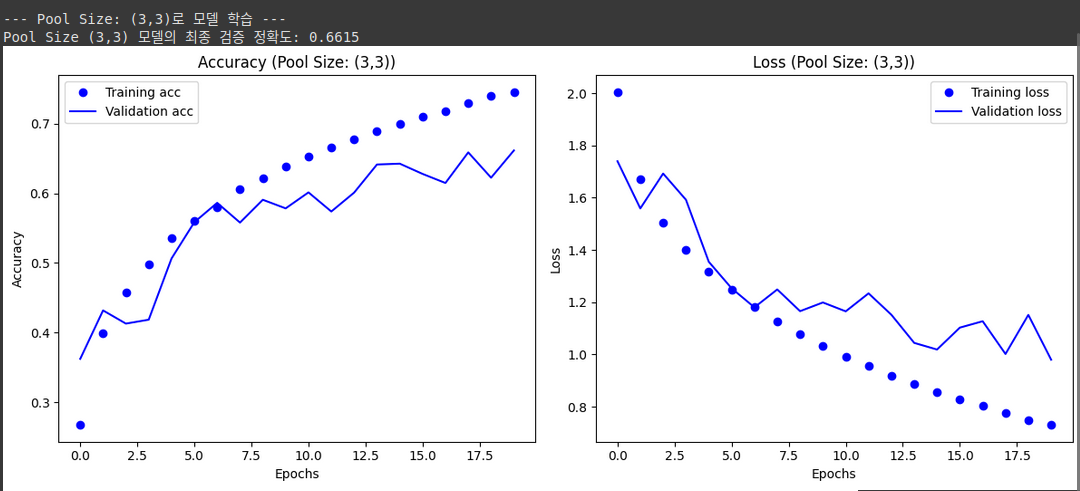 --- Pool Size: (3,3)로 모델 학습 ---
Pool Size (3,3) 모델의 최종 검증 정확도: 0.6615
Accuracy (Pool Size: (3,3))
Training acc
Validation acc
0.7
0.6
0.5
0.4
0.3
Accuracy
0.0 2.5 5.0 7.5 10.0 12.5 15.0 17.5
Epochs
Loss (Pool Size: (3,3))
Training loss
Validation loss
2.0
1.8
1.6
1.4
1.2
1.0
0.8
Loss
0.0 2.5 5.0 7.5 10.0 12.5 15.0 17.5
Epochs